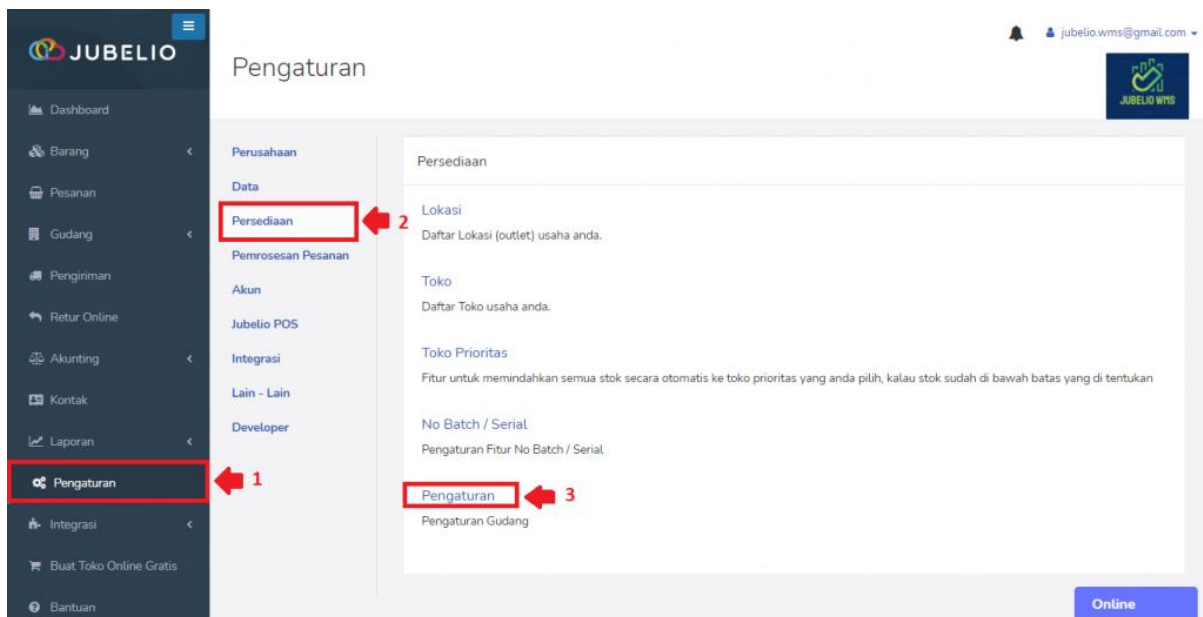 JUBELIO
jubelio.wms@gmail.com
Pengaturan
JUBELIO WMS
Dashboard
Barang
Pesanan
Gudang
Pengiriman
Retur Online
Akunting
Kontak
Laporan
Pengaturan
1
Integrasi
Buat Toko Online Gratis
Bantuan
Perusahaan
Data
Persediaan
2
Pemrosesan Pesanan
Akun
Jubelio POS
Integrasi
Lain - Lain
Developer
Persediaan
Lokasi
Daftar Lokasi (outlet) usaha anda.
Toko
Daftar Toko usaha anda.
Toko Prioritas
Fitur untuk memindahkan semua stok secara otomatis ke toko prioritas yang anda pilih, kalau stok sudah di bawah batas yang di tentukan
No Batch / Serial
Pengaturan Fitur No Batch / Serial
Pengaturan
3
Pengaturan Gudang
Online